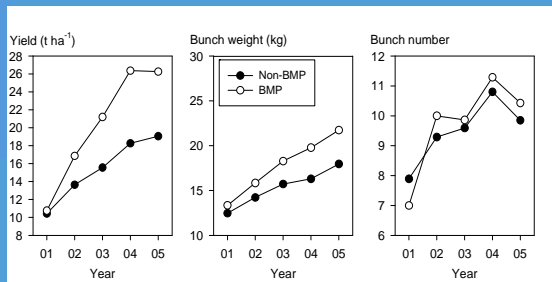 Yield (t ha⁻¹)
28
26
24
22
20
18
16
14
12
10
8
01 02 03 04 05
Year
Bunch weight (kg)
30
25
20
15
10
Non-BMP
BMP
01 02 03 04 05
Year
Bunch number
12
11
10
9
8
7
6
01 02 03 04 05
Year